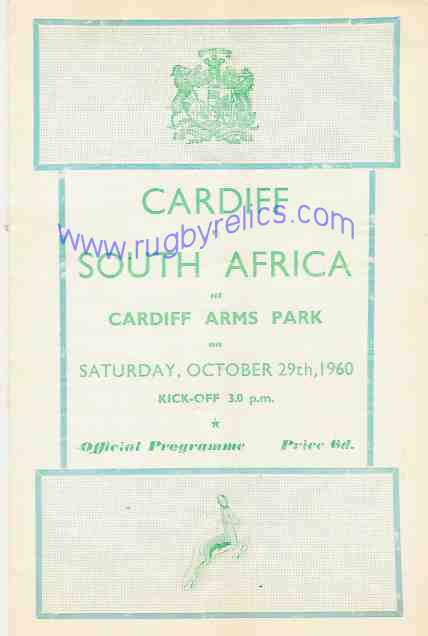 CARDIFF
v
www.rugbyrelics.com
SOUTH AFRICA
at
CARDIFF ARMS PARK
on
SATURDAY, OCTOBER 29th, 1960
KICK-OFF 3.0 p.m.
Official Programme Price 6d.